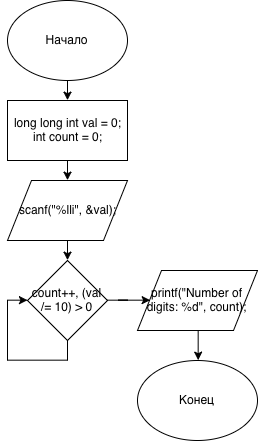 Начало
long long int val = 0;
int count = 0;
scanf("%lli", &val);
count++, (val
/= 10) > 0
printf("Number of
digits: %d", count);
Конец